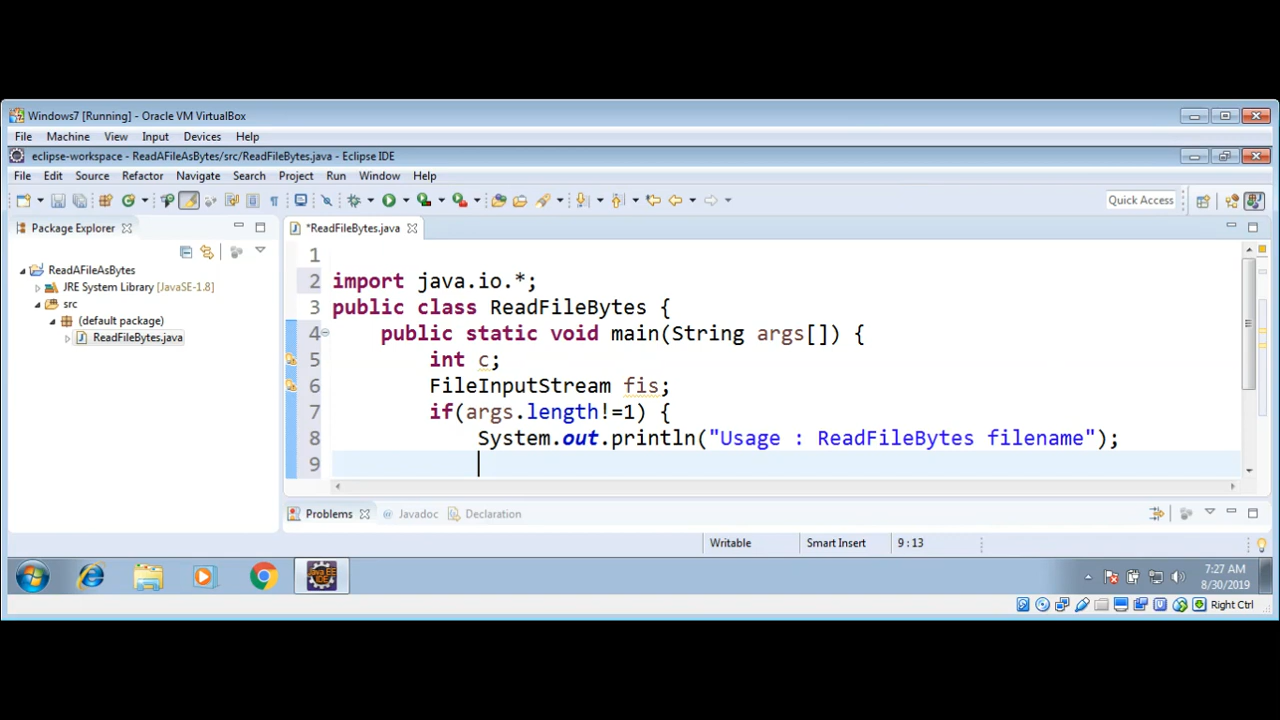 Windows7 [Running] - Oracle VM VirtualBox
File Machine View Input Devices Help
eclipse-workspace - ReadAFileAsBytes/src/ReadFileBytes.java - Eclipse IDE
File Edit Source Refactor Navigate Search Project Run Window Help
Quick Access
Package Explorer
*ReadFileBytes.java
ReadAFileAsBytes
JRE System Library [JavaSE-1.8]
src
(default package)
ReadFileBytes.java
1
2 import java.io.*;
3 public class ReadFileBytes {
4 public static void main(String args[]) {
5 int c;
6 FileInputStream fis;
7 if(args.length!=1) {
8 System.out.println("Usage : ReadFileBytes filename");
9
Problems @ Javadoc Declaration
Writable Smart Insert 9 : 13
Java EE
IDE
7:27 AM
8/30/2019
Right Ctrl